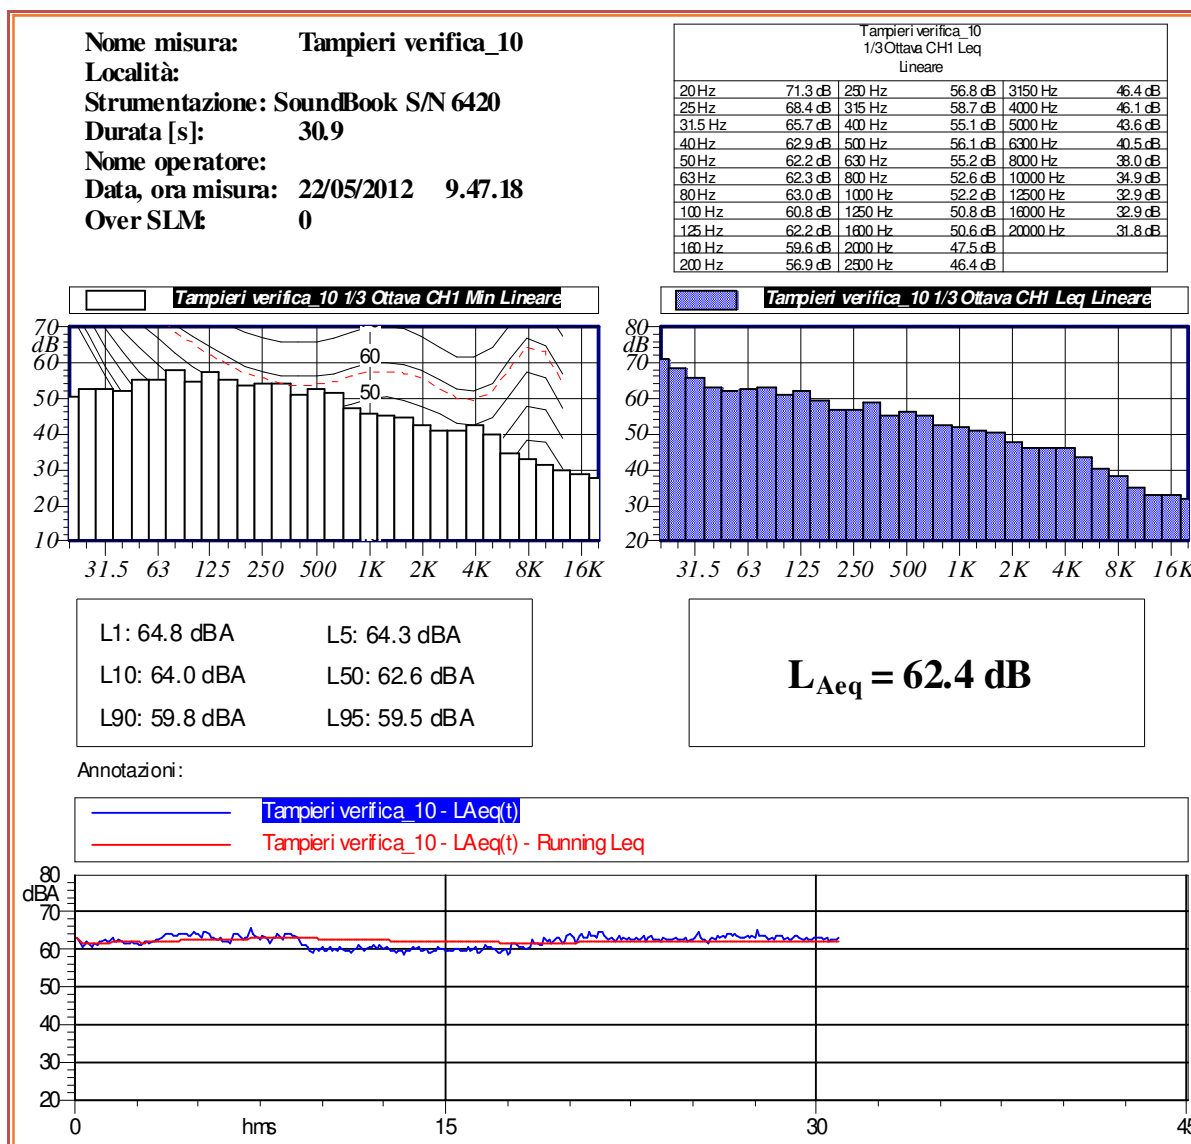 Nome misura: Tampieri verifica_10
Località:
Strumentazione: SoundBook S/N 6420
Durata [s]: 30.9
Nome operatore:
Data, ora misura: 22/05/2012 9.47.18
Over SLM: 0
Tampieri verifica_10
1/3 Ottava CH1 Leq
Lineare
20 Hz 71.3 dB 250 Hz 56.8 dB 3150 Hz 46.4 dB
25 Hz 68.4 dB 315 Hz 58.7 dB 4000 Hz 46.1 dB
31.5 Hz 65.7 dB 400 Hz 55.1 dB 5000 Hz 43.6 dB
40 Hz 62.9 dB 500 Hz 56.1 dB 6300 Hz 40.5 dB
50 Hz 62.2 dB 630 Hz 55.2 dB 8000 Hz 38.0 dB
63 Hz 62.3 dB 800 Hz 52.6 dB 10000 Hz 34.9 dB
80 Hz 63.0 dB 1000 Hz 52.2 dB 12500 Hz 32.9 dB
100 Hz 60.8 dB 1250 Hz 50.8 dB 16000 Hz 32.9 dB
125 Hz 62.2 dB 1600 Hz 50.6 dB 20000 Hz 31.8 dB
160 Hz 59.6 dB 2000 Hz 47.5 dB
200 Hz 56.9 dB 2500 Hz 46.4 dB
Tampieri verifica_10 1/3 Ottava CH1 Min Lineare
70
dB
60
50
40
30
20
10
60
50
31.5 63 125 250 500 1K 2K 4K 8K 16K
Tampieri verifica_10 1/3 Ottava CH1 Leq Lineare
80
dB
70
60
50
40
30
20
31.5 63 125 250 500 1K 2K 4K 8K 16K
L1: 64.8 dBA L5: 64.3 dBA
L10: 64.0 dBA L50: 62.6 dBA
L90: 59.8 dBA L95: 59.5 dBA
LAeq = 62.4 dB
Annotazioni:
Tampieri verifica_10 - LAeq(t)
Tampieri verifica_10 - LAeq(t) - Running Leq
80
dBA
70
60
50
40
30
20
0 hms 15 30 45